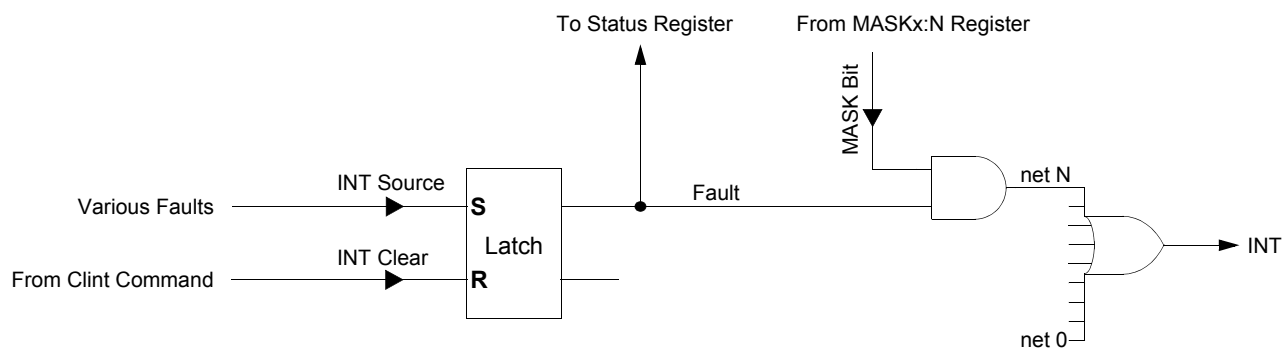 To Status Register
From MASKx:N Register
MASK Bit
INT Source
net N
Various Faults
S
Fault
Latch
INT
INT Clear
From Clint Command
R
net 0